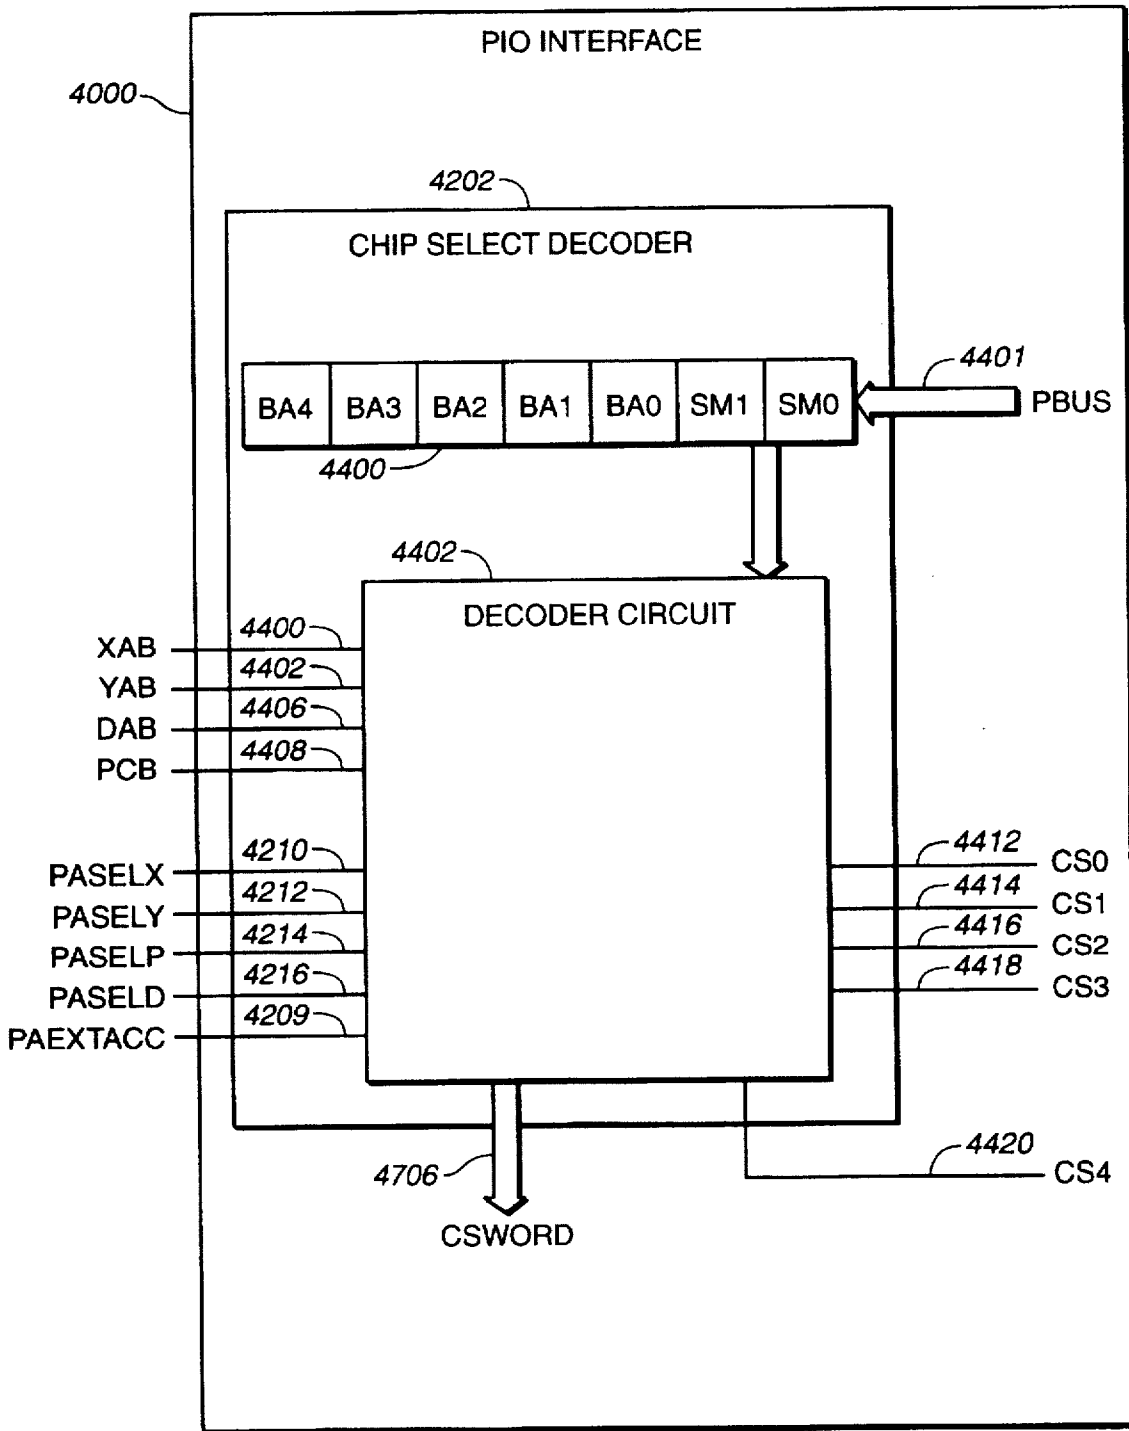 PIO INTERFACE
4000
4202
CHIP SELECT DECODER
BA4 BA3 BA2 BA1 BA0 SM1 SM0
4401
PBUS
4400
4402
DECODER CIRCUIT
XAB 4400
YAB 4402
DAB 4406
PCB 4408
PASELX 4210
PASELY 4212
PASELP 4214
PASELD 4216
PAEXTACC 4209
4412 CS0
4414 CS1
4416 CS2
4418 CS3
4420 CS4
4706
CSWORD